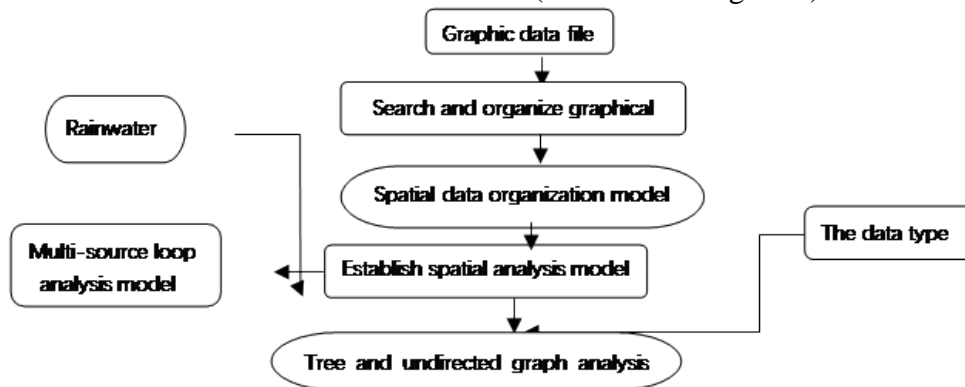 Graphic data file
Search and organize graphical
Rainwater
Spatial data organization model
The data type
Multi-source loop
analysis model
Establish spatial analysis model
Tree and undirected graph analysis